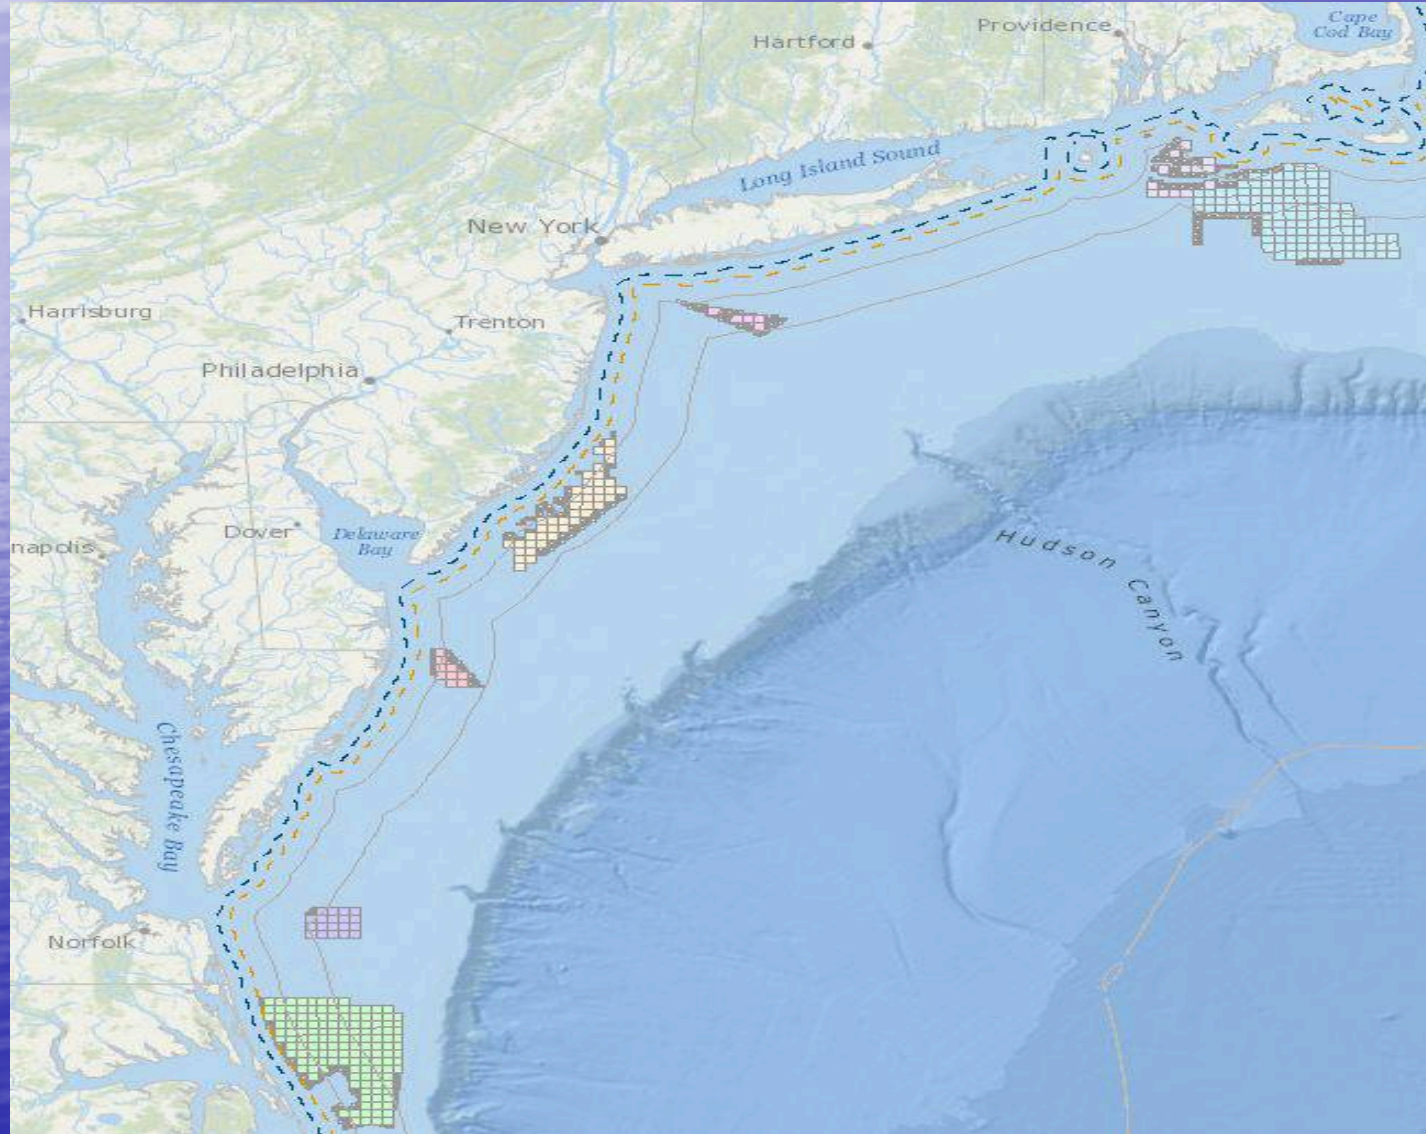 Cape
Cod Bay
Providence
Hartford
Long Island Sound
New York
Harrisburg
Trenton
Philadelphia
Dover
Delaware
Bay
napolis
Hudson Canyon
Chesapeake Bay
Norfolk